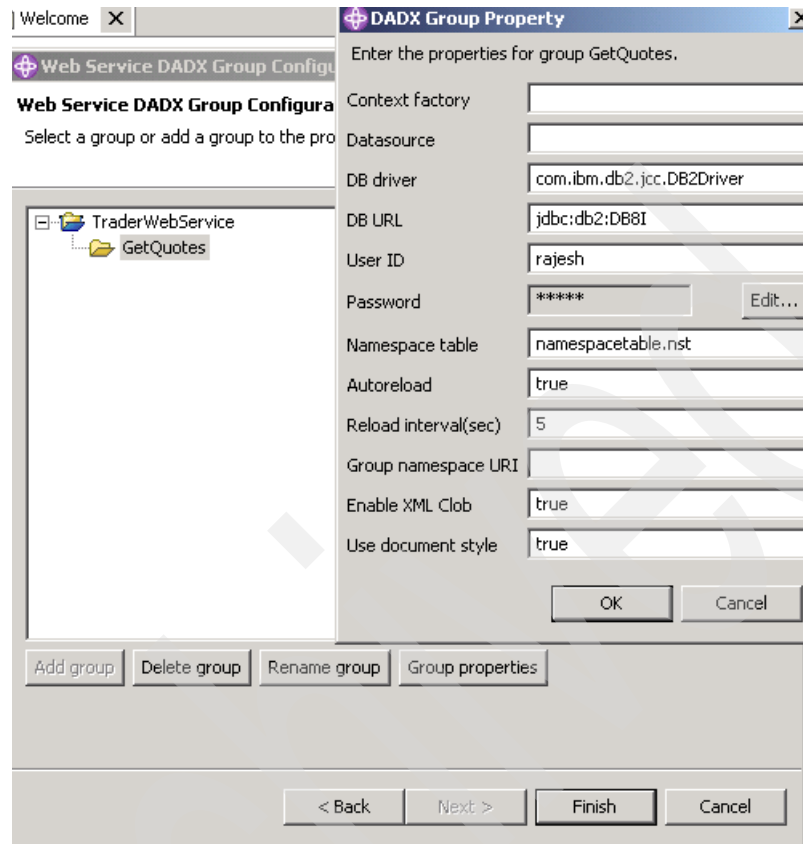 Welcome X
DADX Group Property
Web Service DADX Group Configu
Enter the properties for group GetQuotes.
Web Service DADX Group Configura
Select a group or add a group to the pro
Context factory
Datasource
DB driver com.ibm.db2.jcc.DB2Driver
DB URL jdbc:db2:DB8I
User ID rajesh
Password ***** Edit...
Namespace table namespacetable.nst
Autoreload true
Reload interval(sec) 5
Group namespace URI
Enable XML Clob true
Use document style true
OK Cancel
TraderWebService
GetQuotes
Add group Delete group Rename group Group properties
< Back Next > Finish Cancel